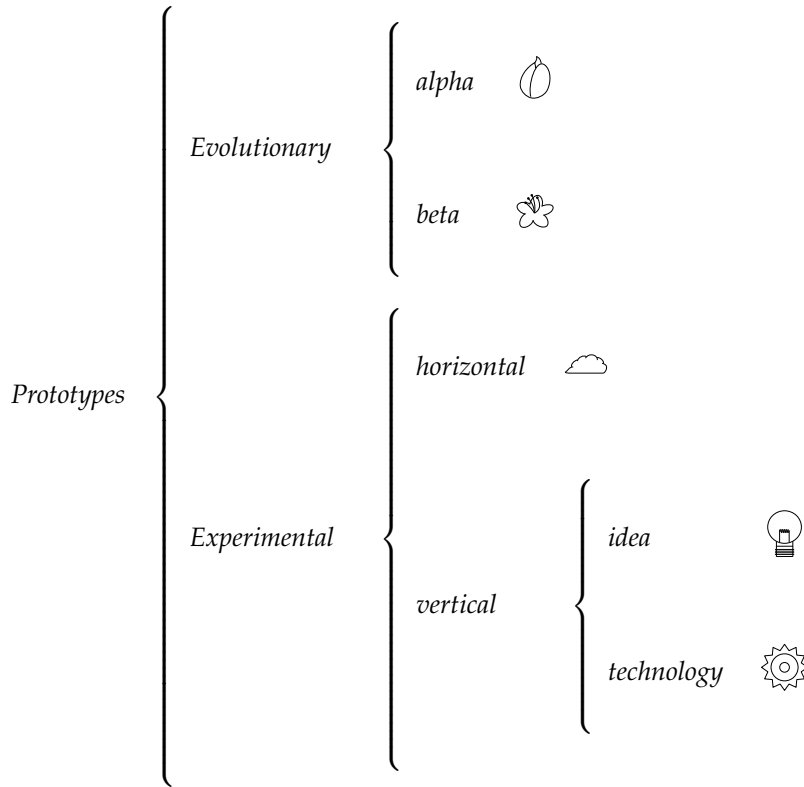 Prototypes
Evolutionary
alpha
beta
Experimental
horizontal
vertical
idea
technology